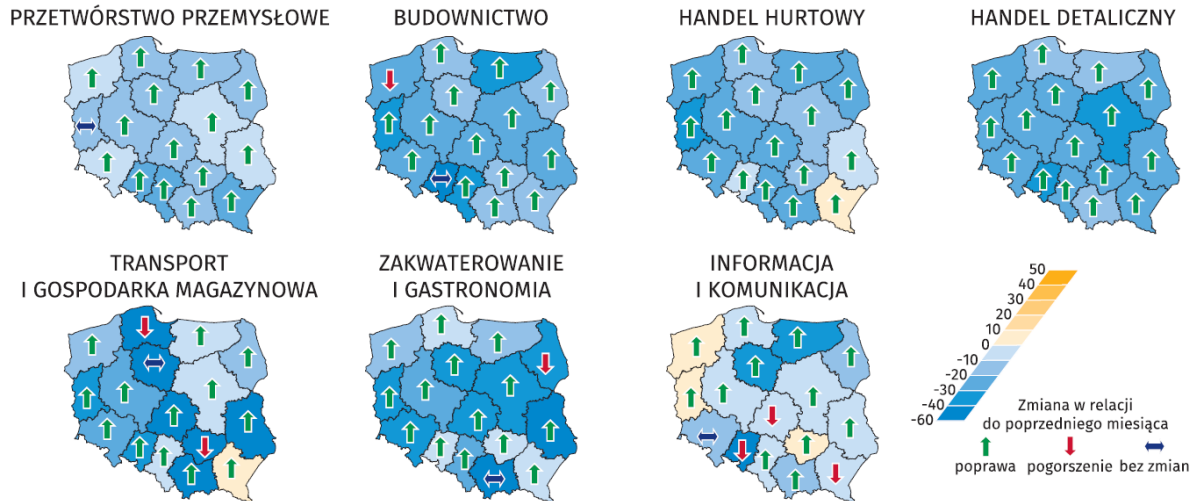 PRZETWÓRSTWO PRZEMYSŁOWE
BUDOWNICTWO
HANDEL HURTOWY
HANDEL DETALICZNY
TRANSPORT
I GOSPODARKA MAGAZYNOWA
ZAKWATEROWANIE
I GASTRONOMIA
INFORMACJA
I KOMUNIKACJA
50
40
30
20
10
0
-10
-20
-30
-40
-60
Zmiana w relacji
do poprzedniego miesiąca
poprawa pogorszenie bez zmian